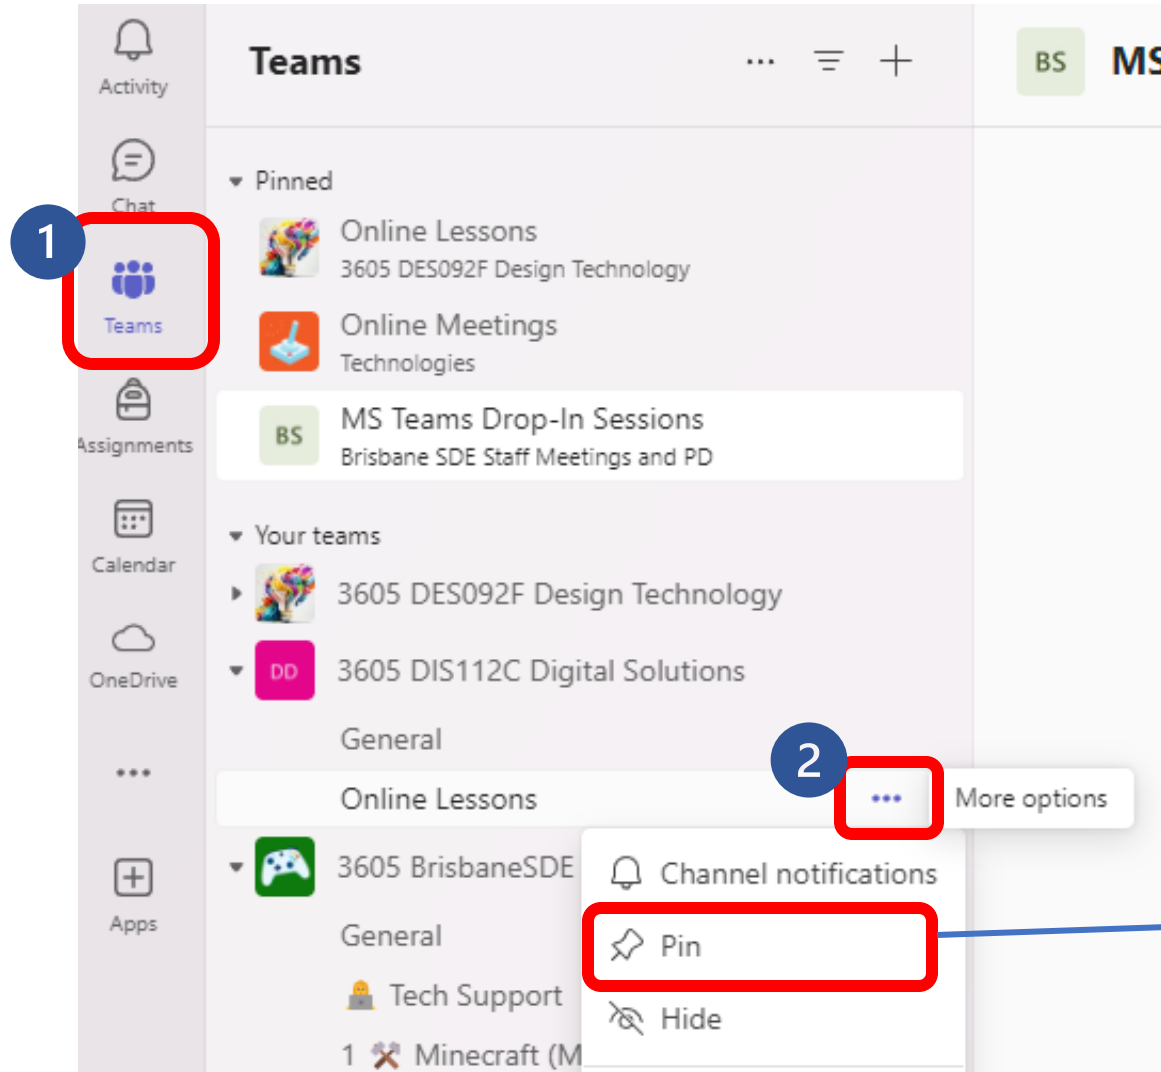 Activity
Chat
1
Teams
Assignments
Calendar
OneDrive
Apps
Teams
Pinned
Online Lessons
3605 DES092F Design Technology
Online Meetings
Technologies
BS
MS Teams Drop-In Sessions
Brisbane SDE Staff Meetings and PD
Your teams
3605 DES092F Design Technology
DD
3605 DIS112C Digital Solutions
General
2
Online Lessons
More options
3605 BrisbaneSDE
General
Tech Support
1 Minecraft (M
Channel notifications
Pin
Hide
BS
MS